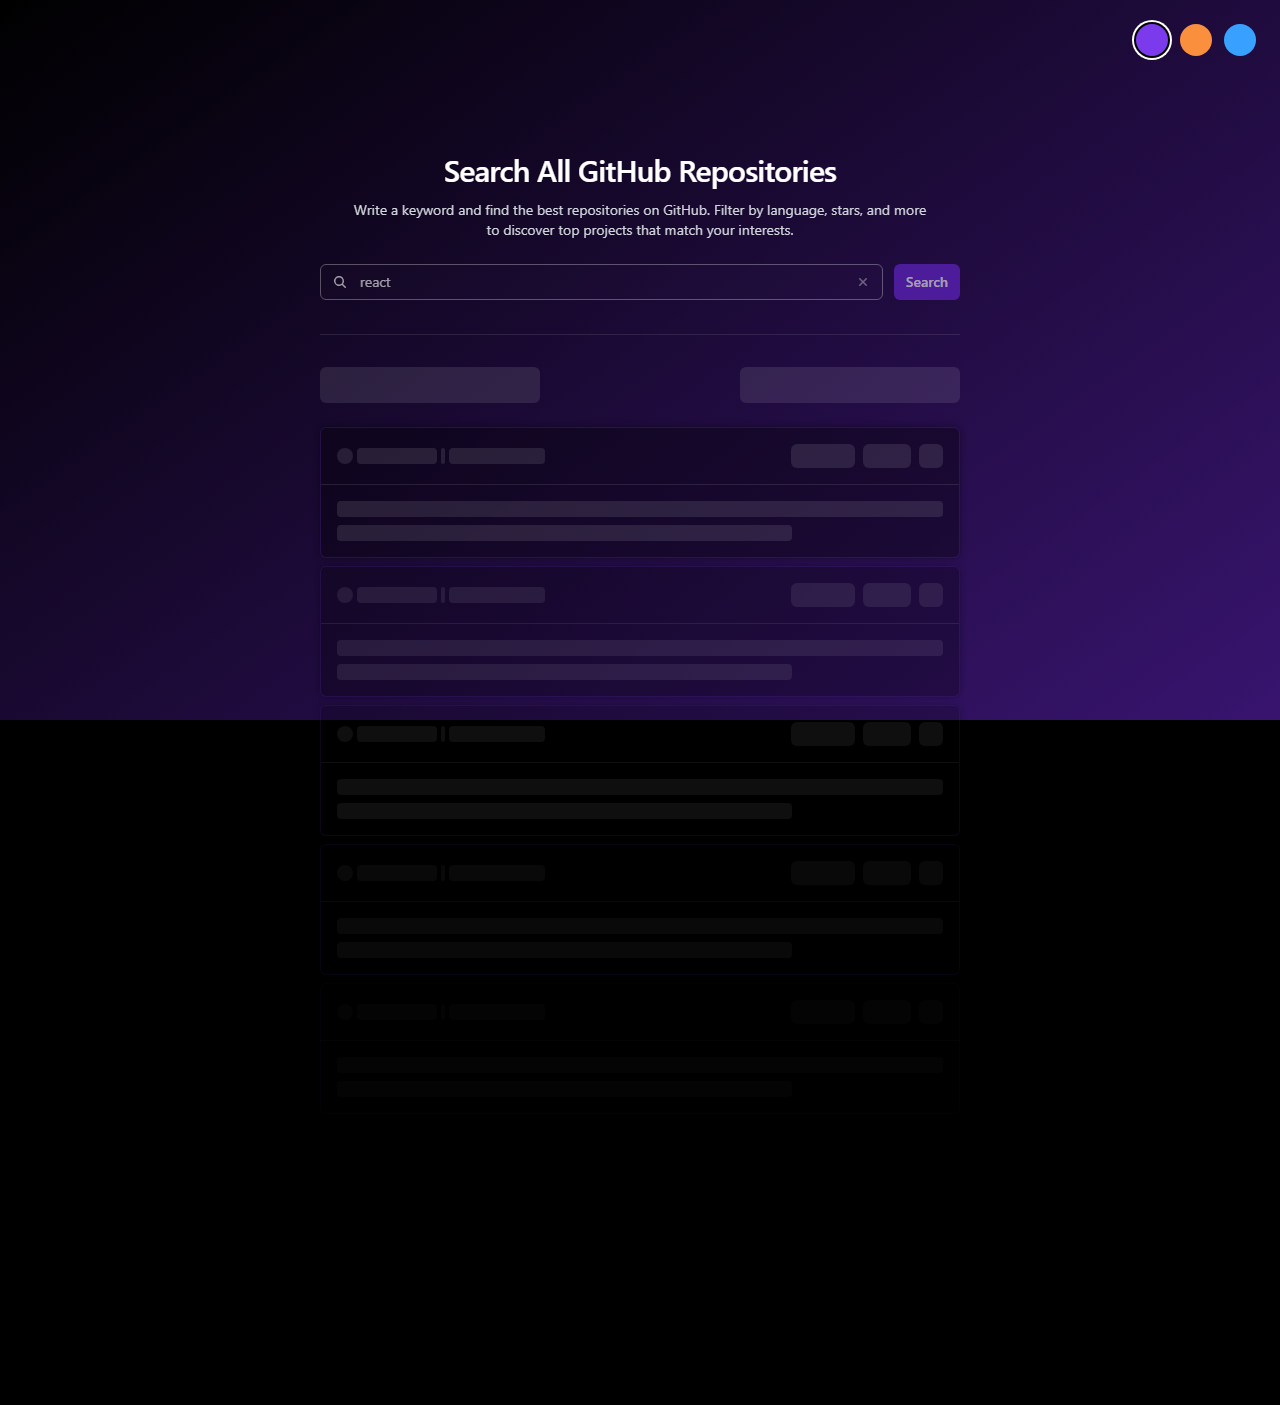 Search All GitHub Repositories
Write a keyword and find the best repositories on GitHub. Filter by language, stars, and more
to discover top projects that match your interests.
react
Search